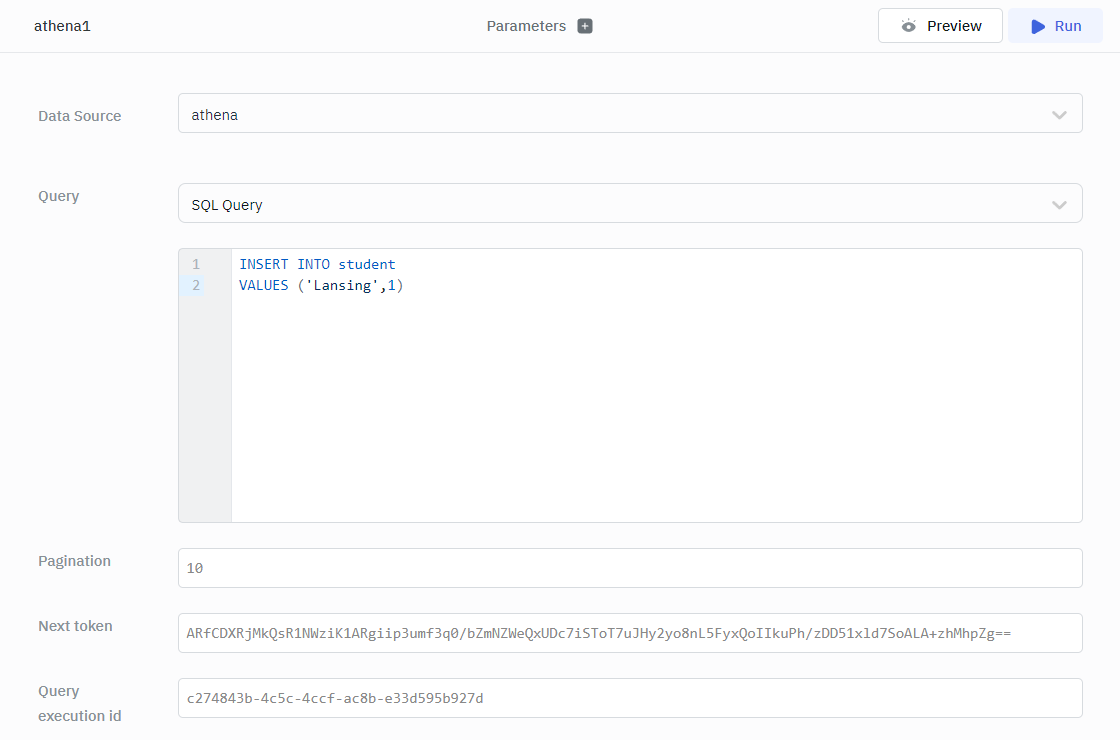 athena1
Parameters
Preview
Run
Data Source
athena
Query
SQL Query
1 INSERT INTO student
2 VALUES ('Lansing',1)
Pagination
10
Next token
ARfCDXRjMkQsR1NWziK1ARgiip3umf3q0/bZmNZWeQxUDc7iSToT7uJHy2yo8nL5FyxQoIIkuPh/zDD51xld7SoALA+zhMhpZg==
Query
execution id
c274843b-4c5c-4ccf-ac8b-e33d595b927d